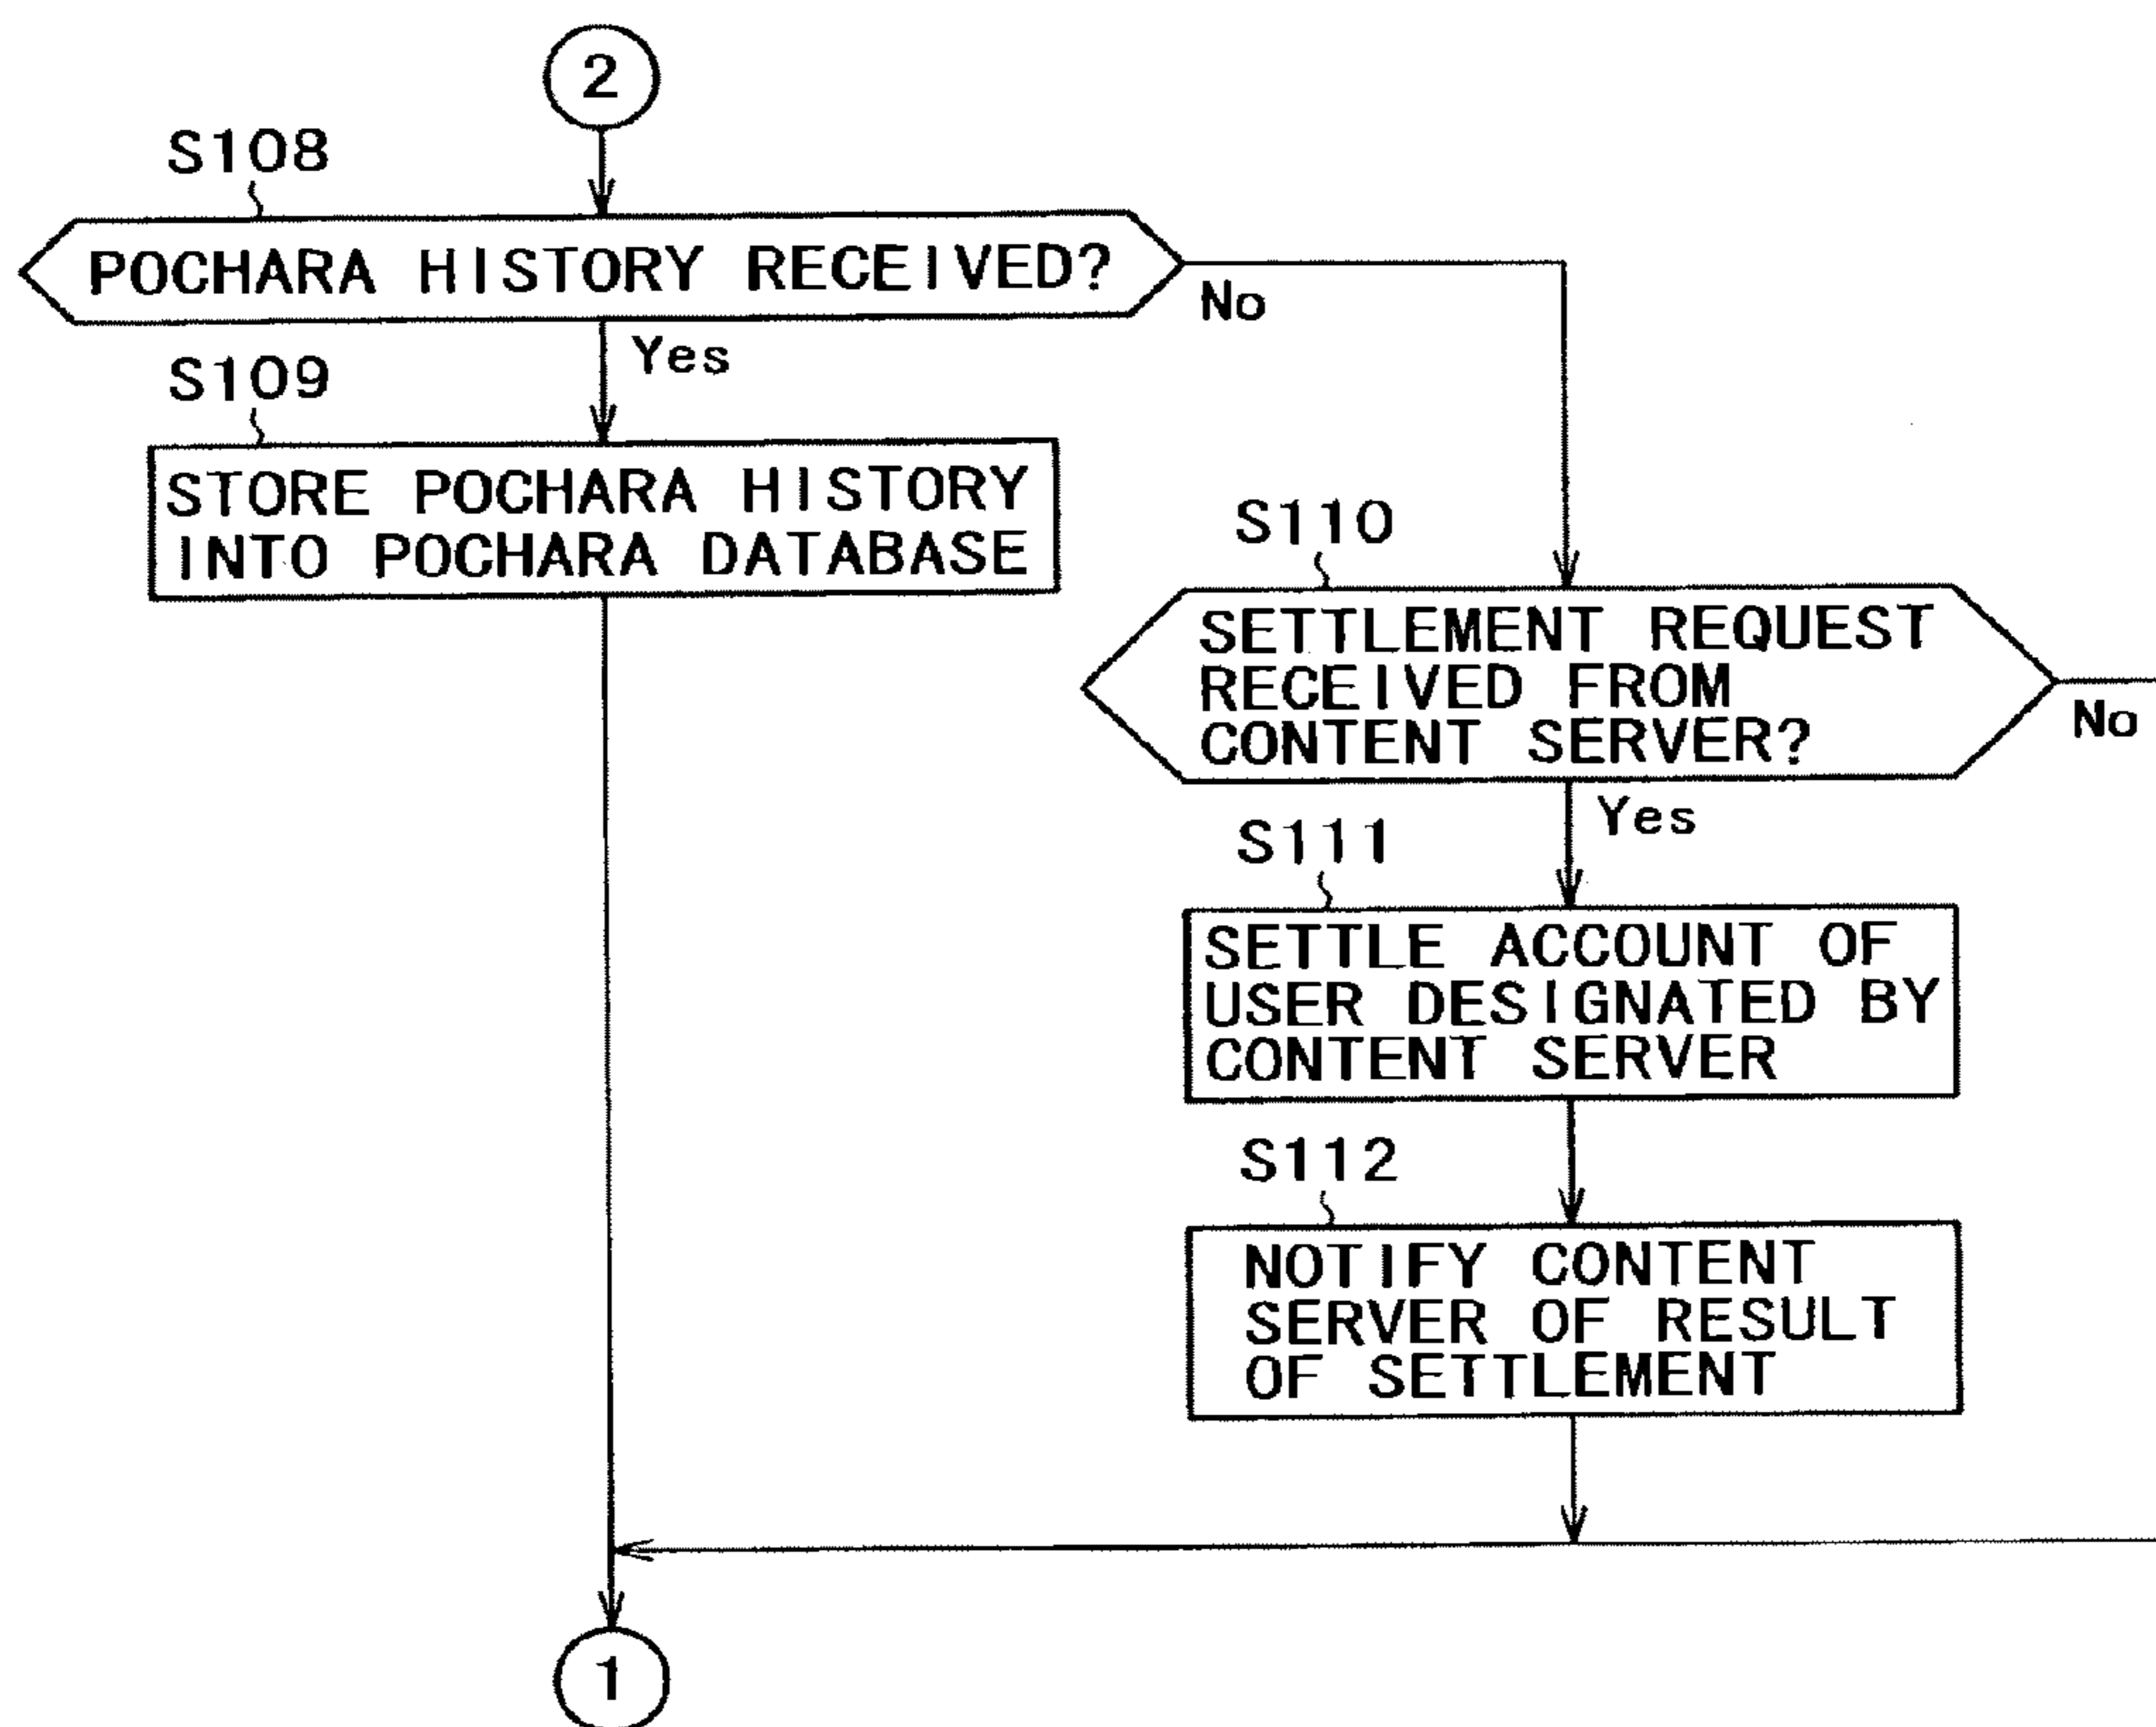 2
S108
POCHARA HISTORY RECEIVED?
No
Yes
S109
STORE POCHARA HISTORY
INTO POCHARA DATABASE
S110
SETTLEMENT REQUEST
RECEIVED FROM
CONTENT SERVER?
No
Yes
S111
SETTLE ACCOUNT OF
USER DESIGNATED BY
CONTENT SERVER
S112
NOTIFY CONTENT
SERVER OF RESULT
OF SETTLEMENT
1